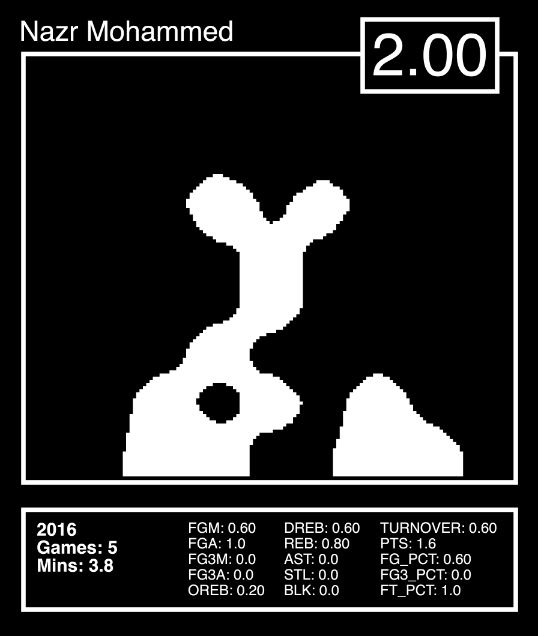 Nazr Mohammed
2.00
2016
Games: 5
Mins: 3.8
FGM: 0.60
FGA: 1.0
FG3M: 0.0
FG3A: 0.0
OREB: 0.20
DREB: 0.60
REB: 0.80
AST: 0.0
STL: 0.0
BLK: 0.0
TURNOVER: 0.60
PTS: 1.6
FG_PCT: 0.60
FG3_PCT: 0.0
FT_PCT: 1.0